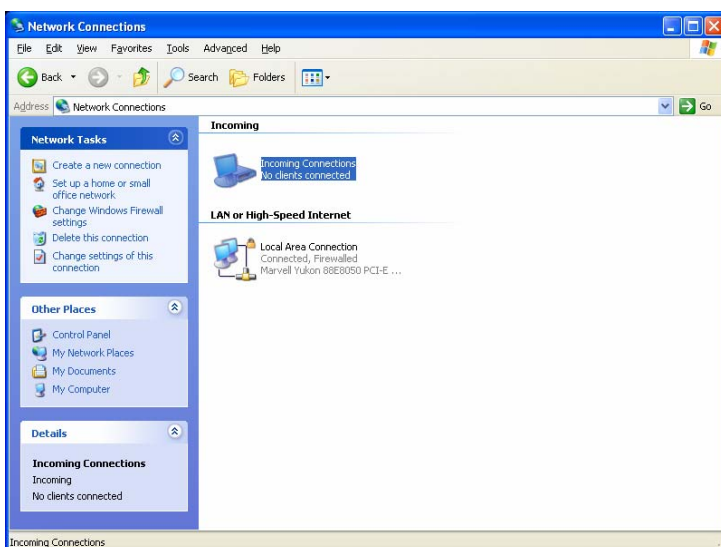 Network Connections
File Edit View Favorites Tools Advanced Help
Back Search Folders
Address Network Connections Go
Network Tasks
Create a new connection
Set up a home or small
office network
Change Windows Firewall
settings
Delete this connection
Change settings of this
connection
Other Places
Control Panel
My Network Places
My Documents
My Computer
Details
Incoming Connections
Incoming
No clients connected
Incoming
Incoming Connections
No clients connected
LAN or High-Speed Internet
Local Area Connection
Connected, Firewalled
Marvell Yukon 88E8050 PCI-E ...
Incoming Connections